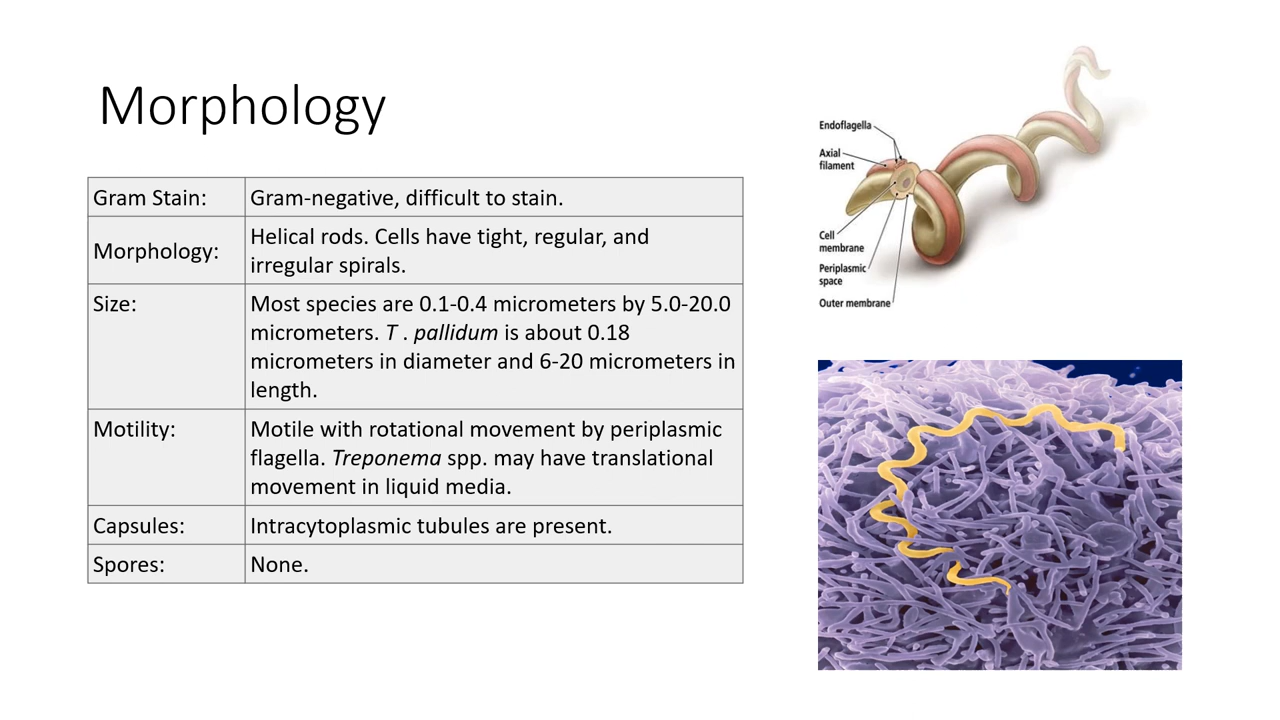 Morphology
Gram Stain: Gram-negative, difficult to stain.
Morphology: Helical rods. Cells have tight, regular, and
irregular spirals.
Size: Most species are 0.1-0.4 micrometers by 5.0-20.0
micrometers. T . pallidum is about 0.18
micrometers in diameter and 6-20 micrometers in
length.
Motility: Motile with rotational movement by periplasmic
flagella. Treponema spp. may have translational
movement in liquid media.
Capsules: Intracytoplasmic tubules are present.
Spores: None.
Endoflagella
Axial
filament
Cell
membrane
Periplasmic
space
Outer membrane